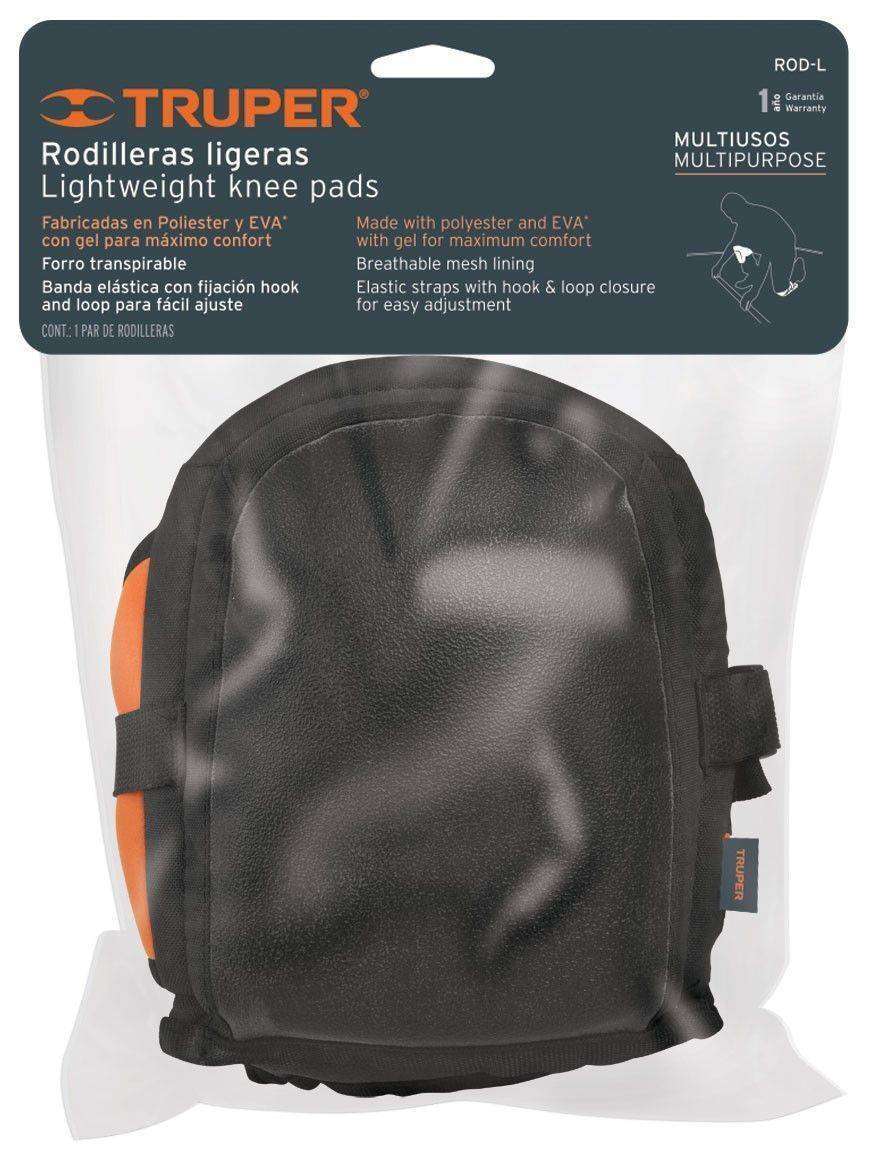 TRUPER®
Rodilleras ligeras
Lightweight knee pads
Fabricadas en Poliester y EVA*
con gel para máximo confort
Forro transpirable
Banda elástica con fijación hook
and loop para fácil ajuste
CONT.: 1 PAR DE RODILLERAS
Made with polyester and EVA*
with gel for maximum comfort
Breathable mesh lining
Elastic straps with hook & loop closure
for easy adjustment
ROD-L
1 año Garantía
Warranty
MULTIUSOS
MULTIPURPOSE
TRUPER